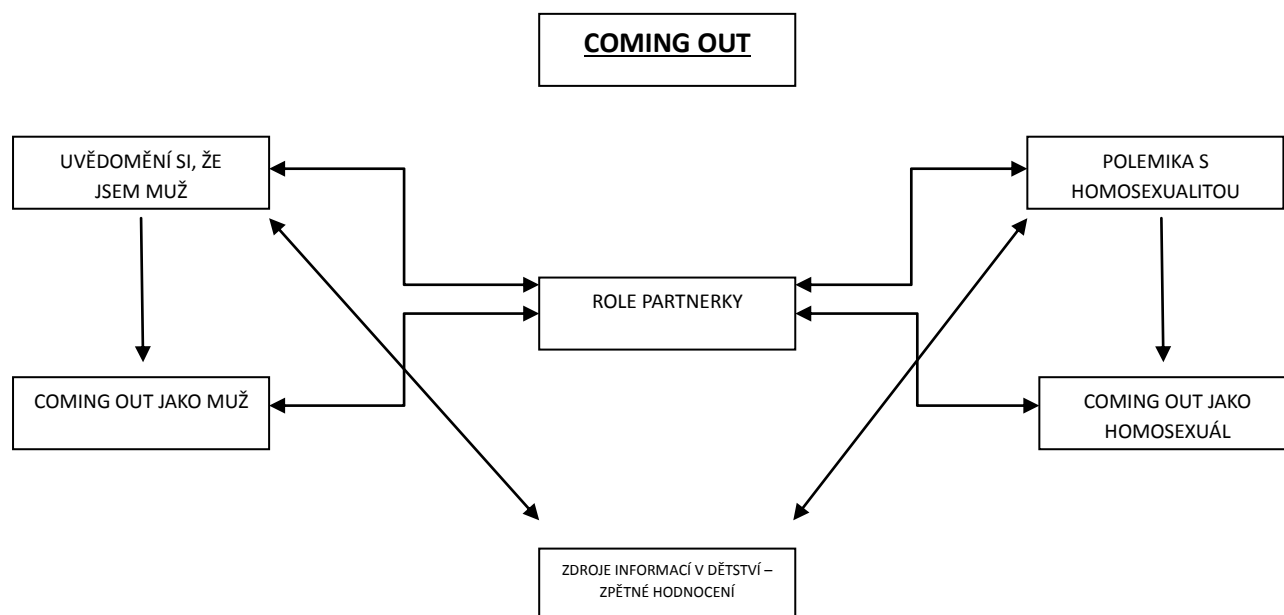 COMING OUT
UVĚDOMĚNÍ SI, ŽE
JSEM MUŽ
POLEMIKA S
HOMOSEXUALITOU
ROLE PARTNERKY
COMING OUT JAKO MUŽ
COMING OUT JAKO
HOMOSEXUÁL
ZDROJE INFORMACÍ V DĚTSTVÍ –
ZPĚTNÉ HODNOCENÍ